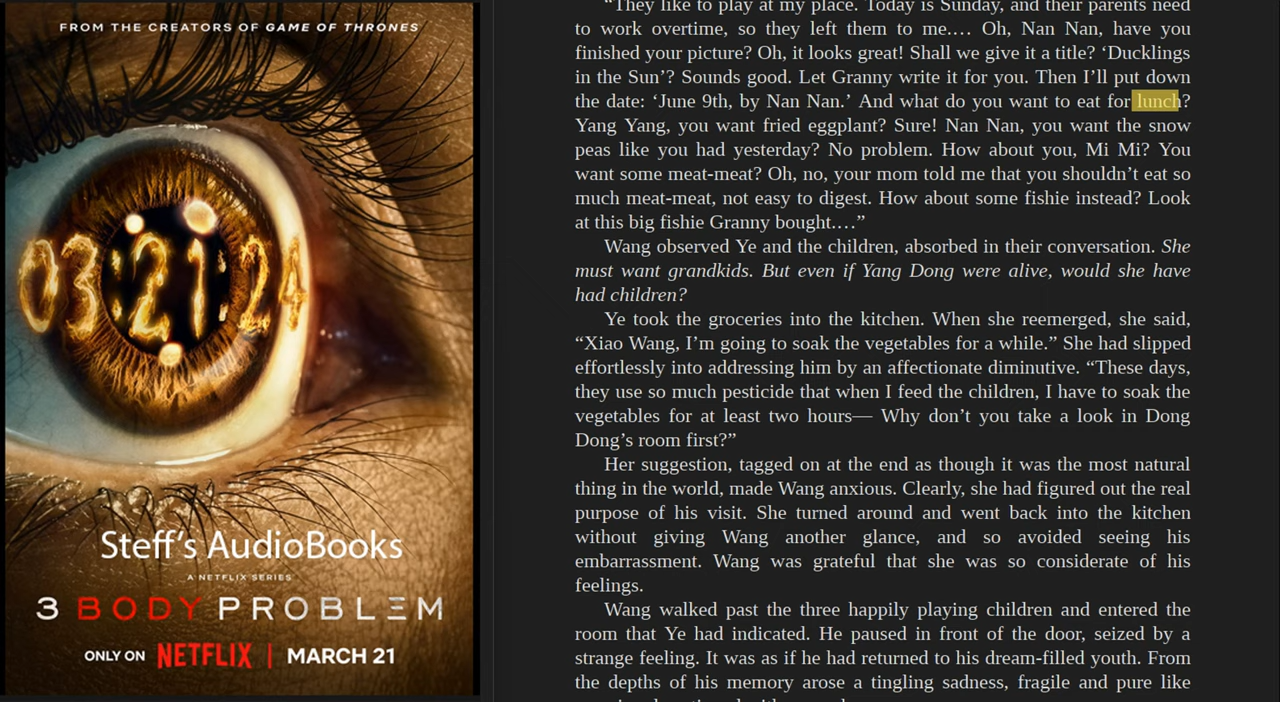 FROM THE CREATORS OF GAME OF THRONES
03:21:24
Steff's AudioBooks
A NETFLIX SERIES
3 BODY PROBLEM
ONLY ON NETFLIX | MARCH 21
“They like to play at my place. Today is Sunday, and their parents need
to work overtime, so they left them to me.… Oh, Nan Nan, have you
finished your picture? Oh, it looks great! Shall we give it a title? ‘Ducklings
in the Sun’? Sounds good. Let Granny write it for you. Then I’ll put down
the date: ‘June 9th, by Nan Nan.’ And what do you want to eat for lunch?
Yang Yang, you want fried eggplant? Sure! Nan Nan, you want the snow
peas like you had yesterday? No problem. How about you, Mi Mi? You
want some meat-meat? Oh, no, your mom told me that you shouldn’t eat so
much meat-meat, not easy to digest. How about some fishie instead? Look
at this big fishie Granny bought.…”
Wang observed Ye and the children, absorbed in their conversation. She
must want grandkids. But even if Yang Dong were alive, would she have
had children?
Ye took the groceries into the kitchen. When she reemerged, she said,
“Xiao Wang, I’m going to soak the vegetables for a while.” She had slipped
effortlessly into addressing him by an affectionate diminutive. “These days,
they use so much pesticide that when I feed the children, I have to soak the
vegetables for at least two hours— Why don’t you take a look in Dong
Dong’s room first?”
Her suggestion, tagged on at the end as though it was the most natural
thing in the world, made Wang anxious. Clearly, she had figured out the real
purpose of his visit. She turned around and went back into the kitchen
without giving Wang another glance, and so avoided seeing his
embarrassment. Wang was grateful that she was so considerate of his
feelings.
Wang walked past the three happily playing children and entered the
room that Ye had indicated. He paused in front of the door, seized by a
strange feeling. It was as if he had returned to his dream-filled youth. From
the depths of his memory arose a tingling sadness, fragile and pure like